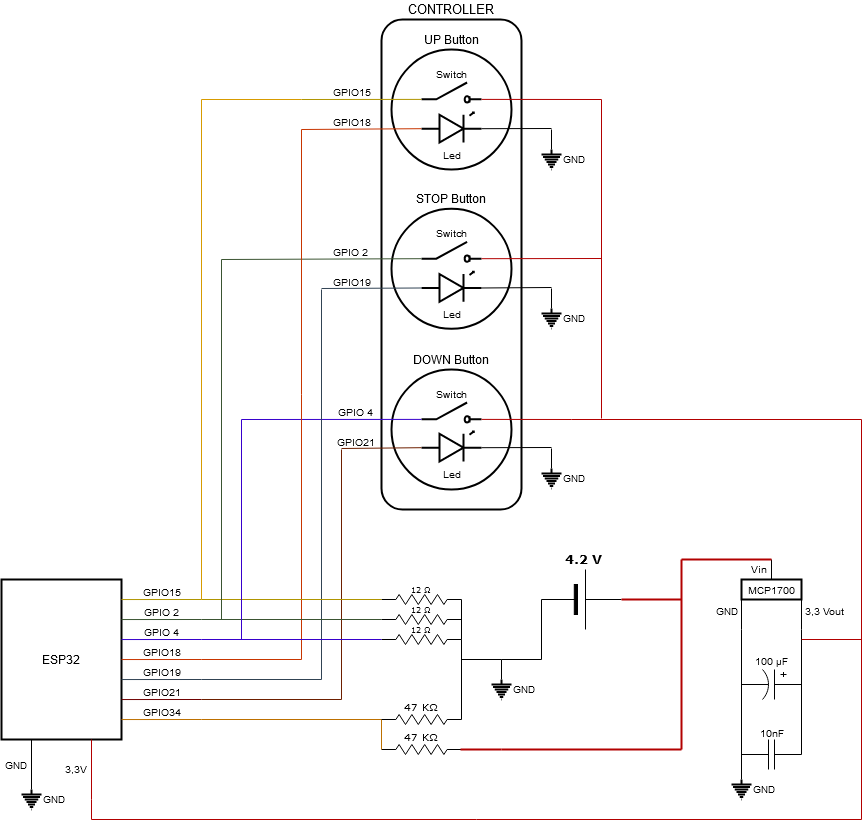 CONTROLLER
UP Button
Switch
GPIO15
GPIO18
Led
GND
STOP Button
Switch
GPIO 2
GPIO19
Led
GND
DOWN Button
Switch
GPIO 4
GPIO21
Led
GND
4.2 V
Vin
MCP1700
GND
3,3 Vout
100 µF
+
10nF
GND
ESP32
GPIO15
GPIO 2
GPIO 4
GPIO18
GPIO19
GPIO21
GPIO34
12 Ω
12 Ω
12 Ω
GND
47 KΩ
47 KΩ
GND
3,3V
GND